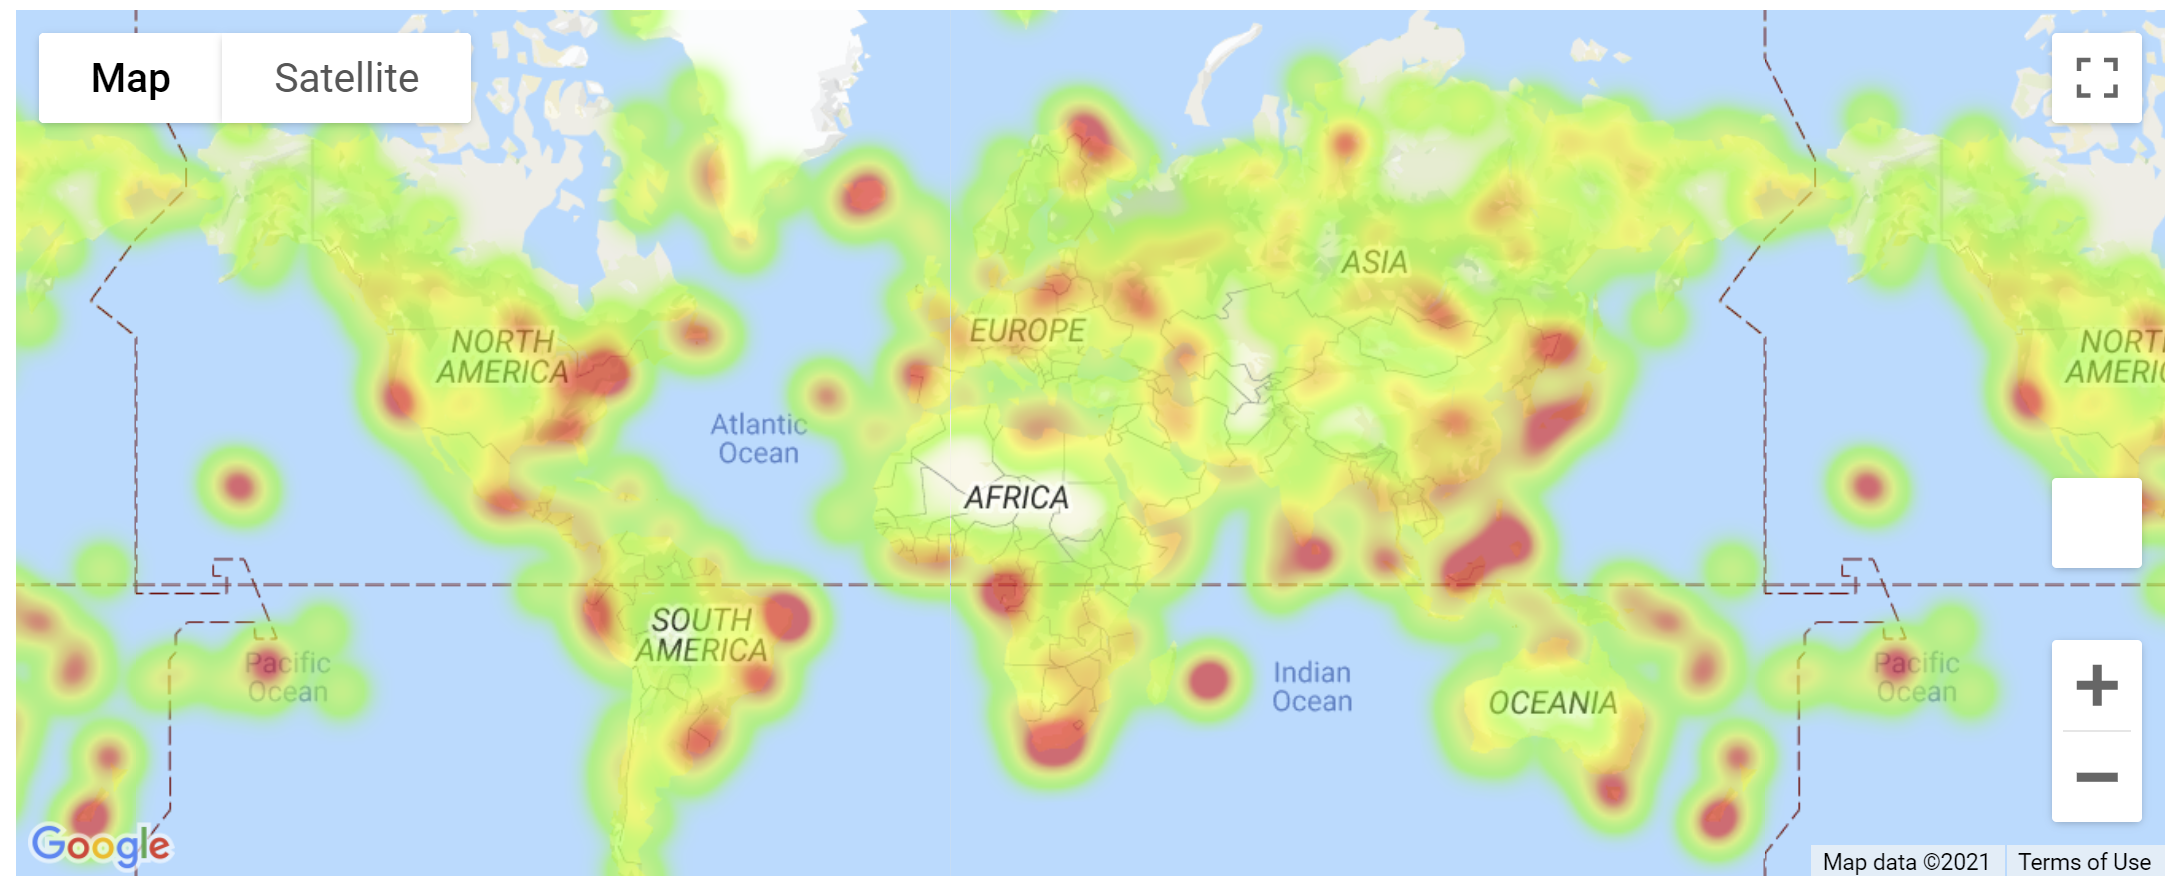 Map
Satellite
ASIA
EUROPE
NORTH
AMERICA
NORT
AMERIC
Atlantic
Ocean
AFRICA
SOUTH
AMERICA
Pacific
Ocean
Indian
Ocean
OCEANIA
Pacific
Ocean
+
−
Google
Map data ©2021
Terms of Use